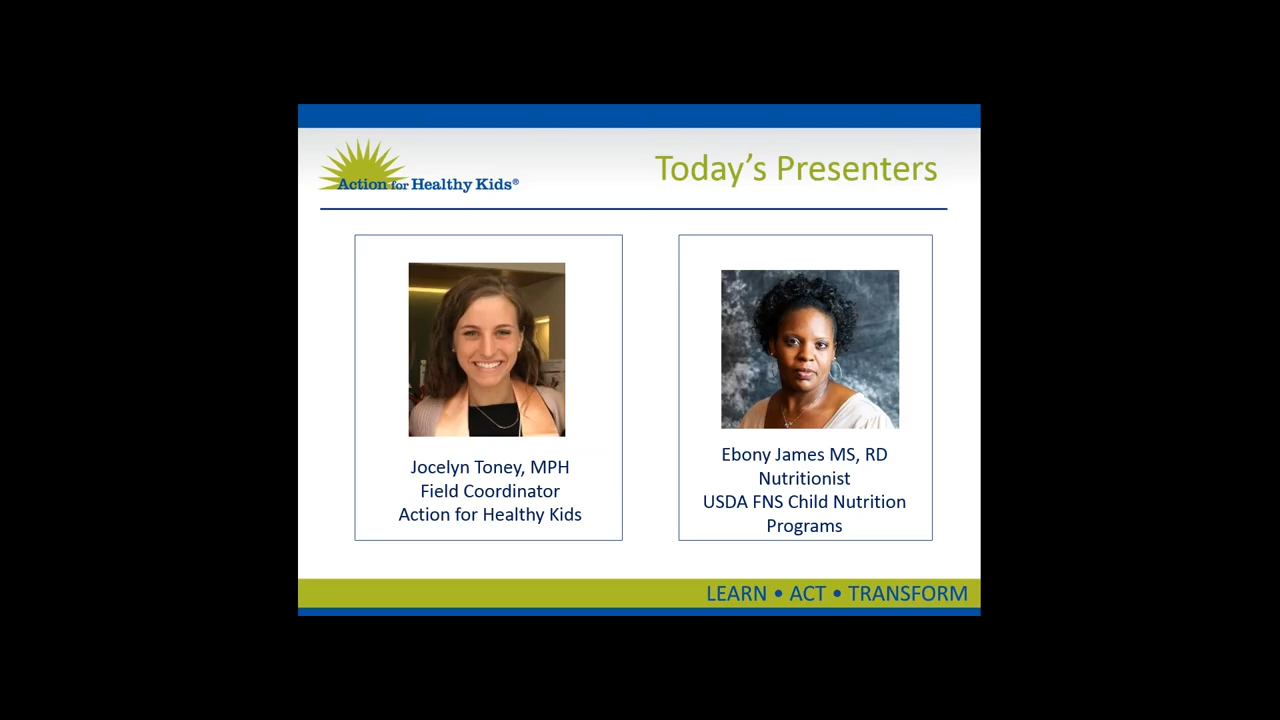 Action for Healthy Kids®
Today's Presenters
Jocelyn Toney, MPH
Field Coordinator
Action for Healthy Kids
Ebony James MS, RD
Nutritionist
USDA FNS Child Nutrition
Programs
LEARN • ACT • TRANSFORM